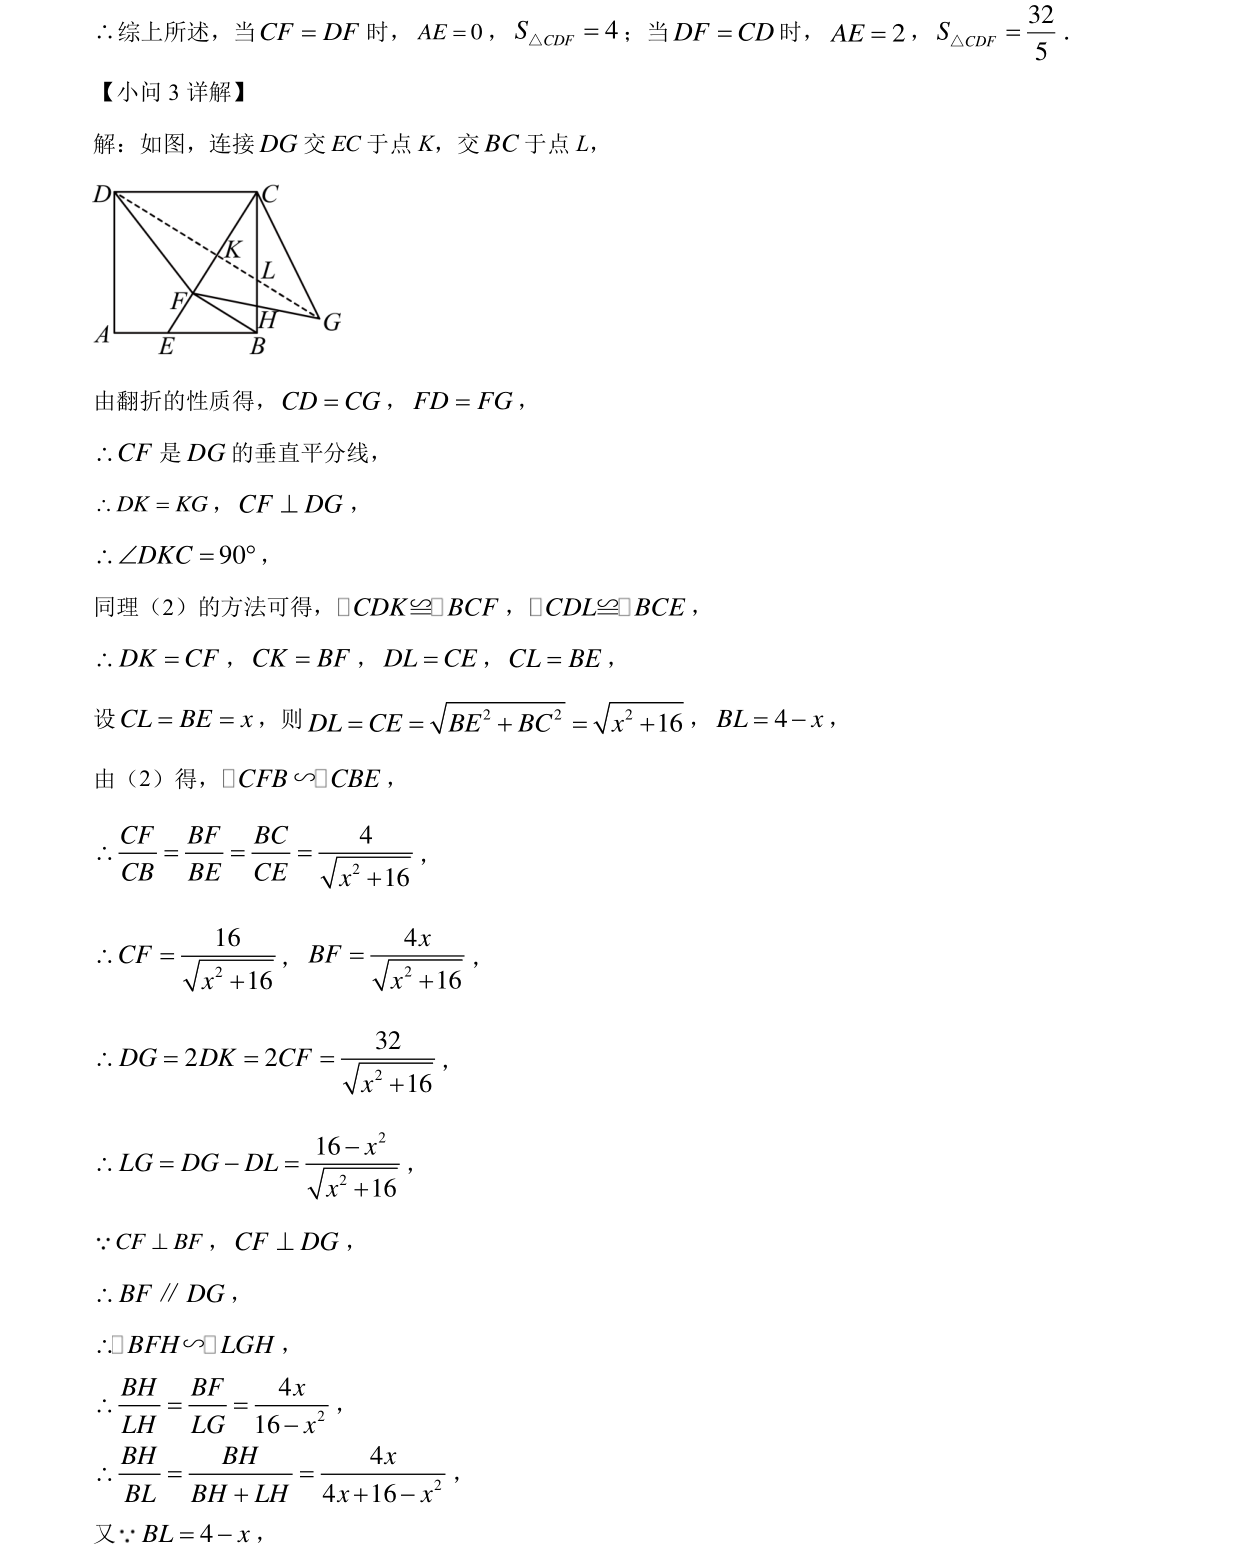 ∴综上所述，当CF = DF 时， AE = 0， S△CDF = 4；当DF = CD时， AE = 2， S△CDF = 32/5．
【小问 3 详解】
解：如图，连接DG 交 EC 于点 K，交BC 于点 L，
D C
K
L
F
H G
A E B
由翻折的性质得， CD = CG， FD = FG，
∴CF 是DG 的垂直平分线，
∴DK = KG， CF ⊥ DG，
∴∠DKC = 90°，
同理（2）的方法可得，□CDK≌□BCF，□CDL≌□BCE，
∴DK = CF， CK = BF， DL = CE， CL = BE，
设CL = BE = x，则DL = CE = √(BE² + BC²) = √(x² +16)， BL = 4 − x，
由（2）得，□CFB∽□CBE，
∴CF/CB = BF/BE = BC/CE = 4/√(x² +16)，
∴CF = 16/√(x² +16)， BF = 4x/√(x² +16)，
∴DG = 2DK = 2CF = 32/√(x² +16)，
∴LG = DG − DL = (16 − x²)/√(x² +16)，
∵CF ⊥ BF， CF ⊥ DG，
∴BF ∥ DG，
∴□BFH∽□LGH，
∴BH/LH = BF/LG = 4x/(16 − x²)，
∴BH/BL = BH/(BH + LH) = 4x/(4x+16 − x²)，
又∵BL = 4 − x，